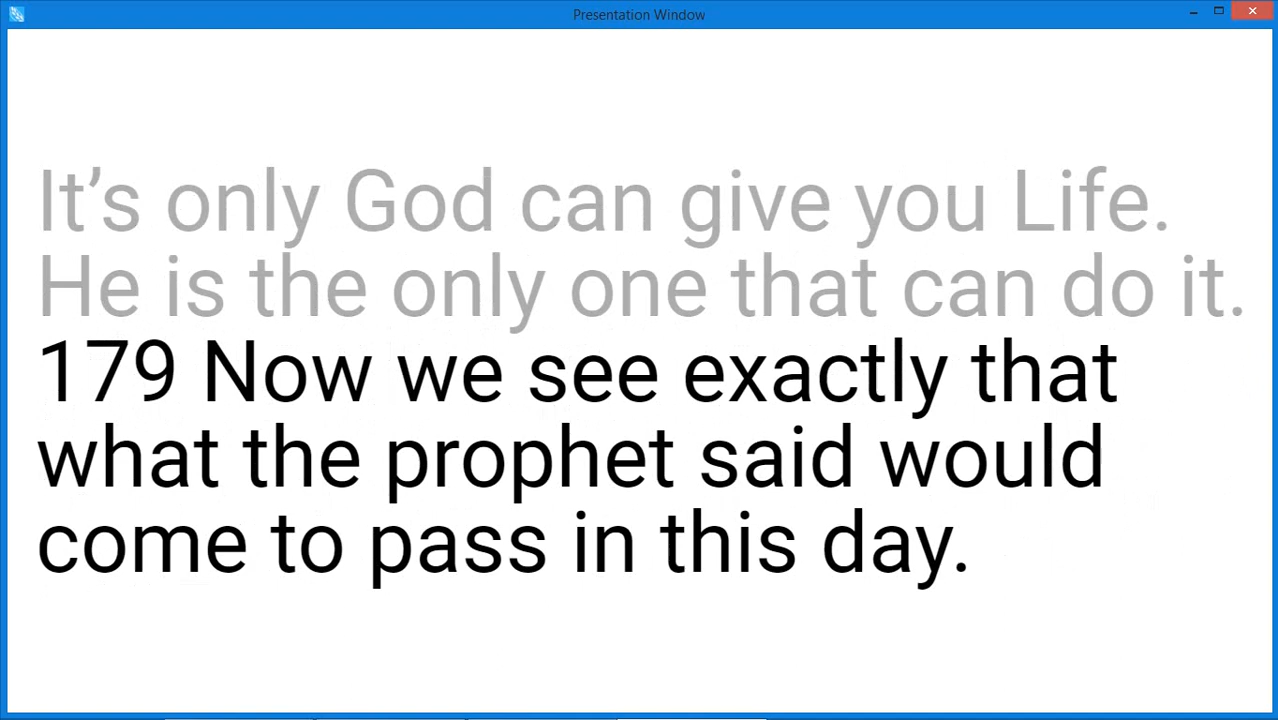 Presentation Window
It’s only God can give you Life.
He is the only one that can do it.
179 Now we see exactly that
what the prophet said would
come to pass in this day.